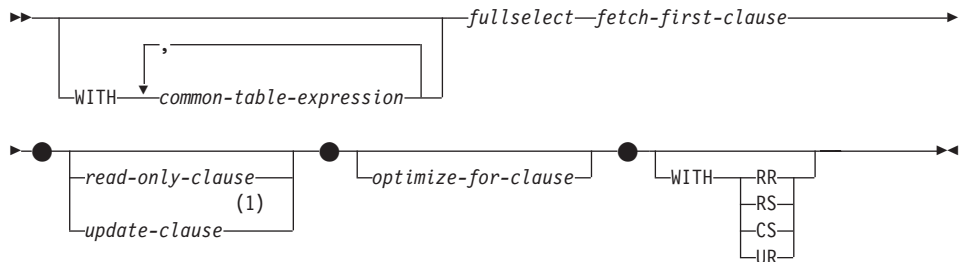 fullselect fetch-first-clause
,
WITH common-table-expression
read-only-clause optimize-for-clause WITH RR
(1) RS
update-clause CS
UR